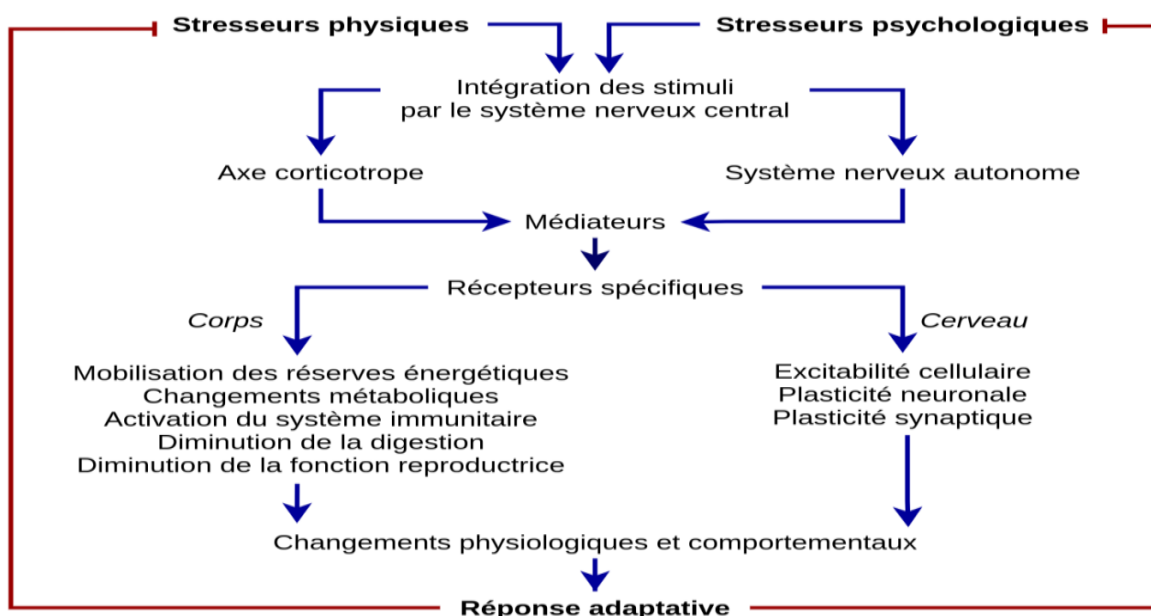 Stresseurs physiques
Stresseurs psychologiques
Intégration des stimuli
par le système nerveux central
Axe corticotrope
Système nerveux autonome
Médiateurs
Récepteurs spécifiques
Corps
Cerveau
Mobilisation des réserves énergétiques
Changements métaboliques
Activation du système immunitaire
Diminution de la digestion
Diminution de la fonction reproductrice
Excitabilité cellulaire
Plasticité neuronale
Plasticité synaptique
Changements physiologiques et comportementaux
Réponse adaptative